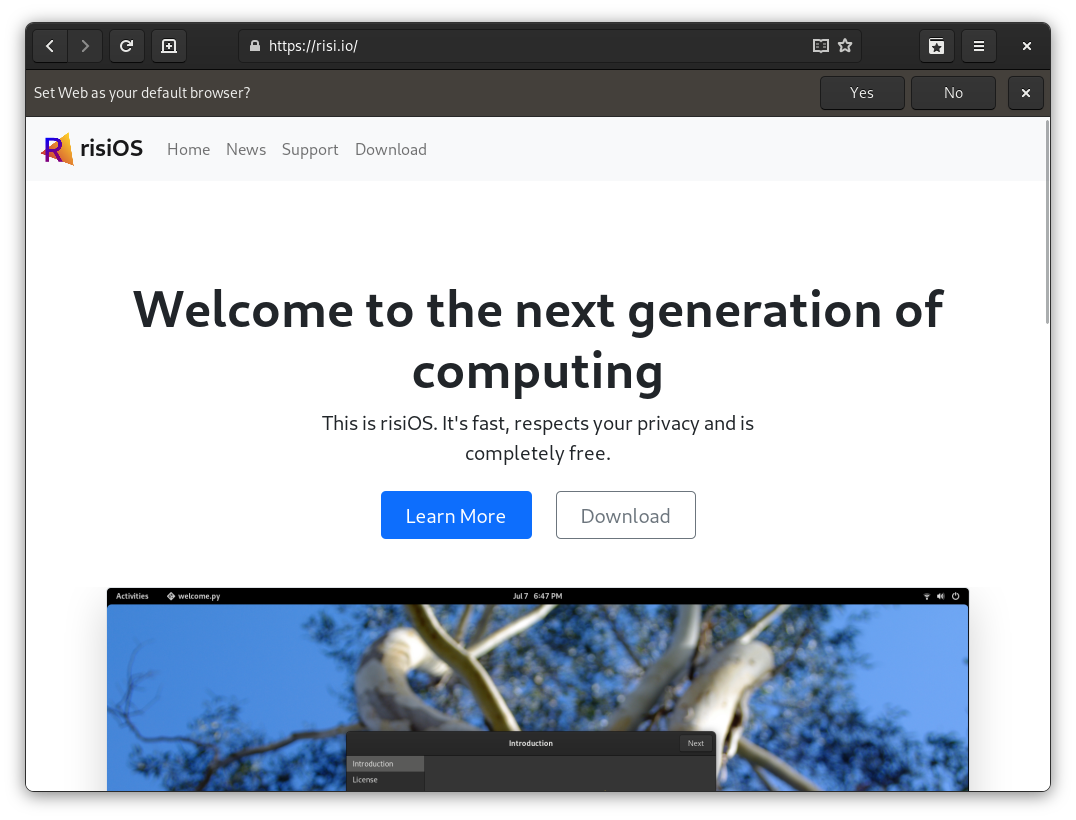 https://risi.io/
Set Web as your default browser?
Yes
No
risiOS
Home
News
Support
Download
Welcome to the next generation of
computing
This is risiOS. It's fast, respects your privacy and is
completely free.
Learn More
Download
Activities
welcome.py
Jul 7 6:47 PM
Introduction
Next
Introduction
License